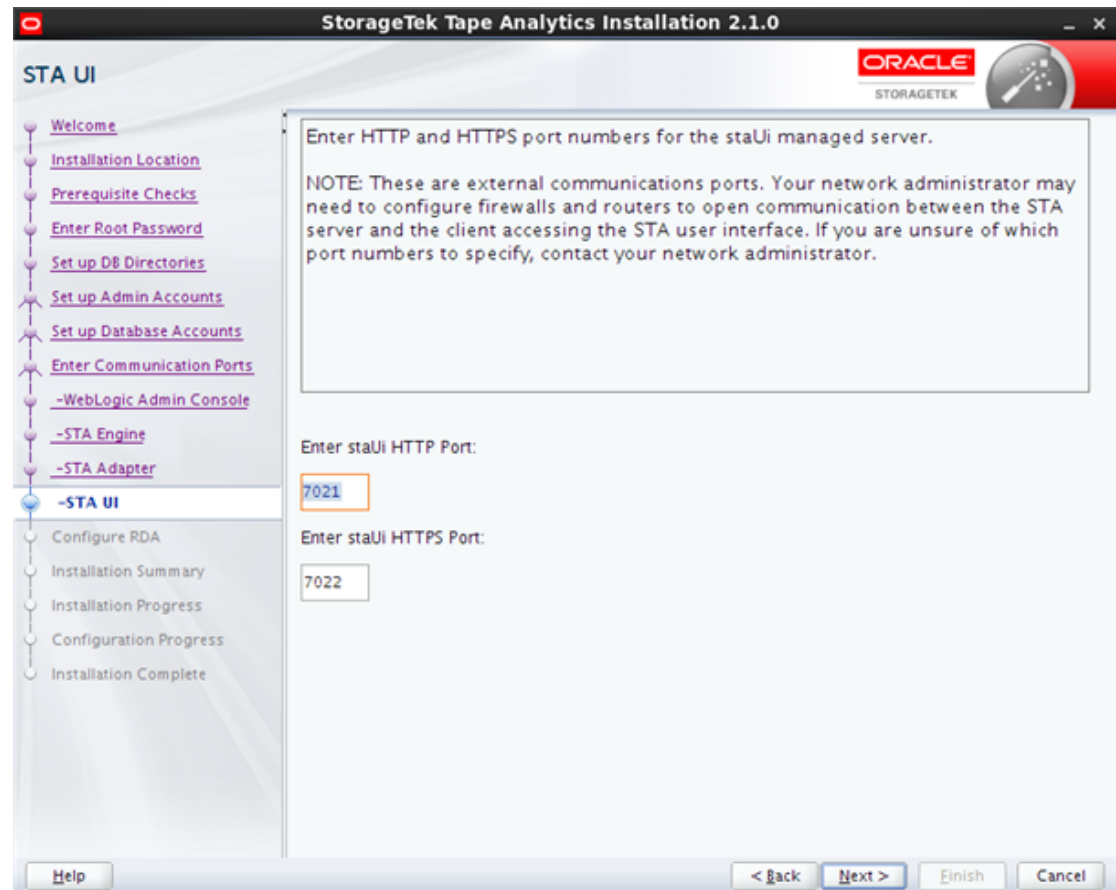 StorageTek Tape Analytics Installation 2.1.0
STA UI
ORACLE
STORAGETEK
Welcome
Installation Location
Prerequisite Checks
Enter Root Password
Set up DB Directories
Set up Admin Accounts
Set up Database Accounts
Enter Communication Ports
-WebLogic Admin Console
-STA Engine
-STA Adapter
-STA UI
Configure RDA
Installation Summary
Installation Progress
Configuration Progress
Installation Complete
Enter HTTP and HTTPS port numbers for the staUi managed server.
NOTE: These are external communications ports. Your network administrator may
need to configure firewalls and routers to open communication between the STA
server and the client accessing the STA user interface. If you are unsure of which
port numbers to specify, contact your network administrator.
Enter staUi HTTP Port:
7021
Enter staUi HTTPS Port:
7022
Help
< Back
Next >
Finish
Cancel